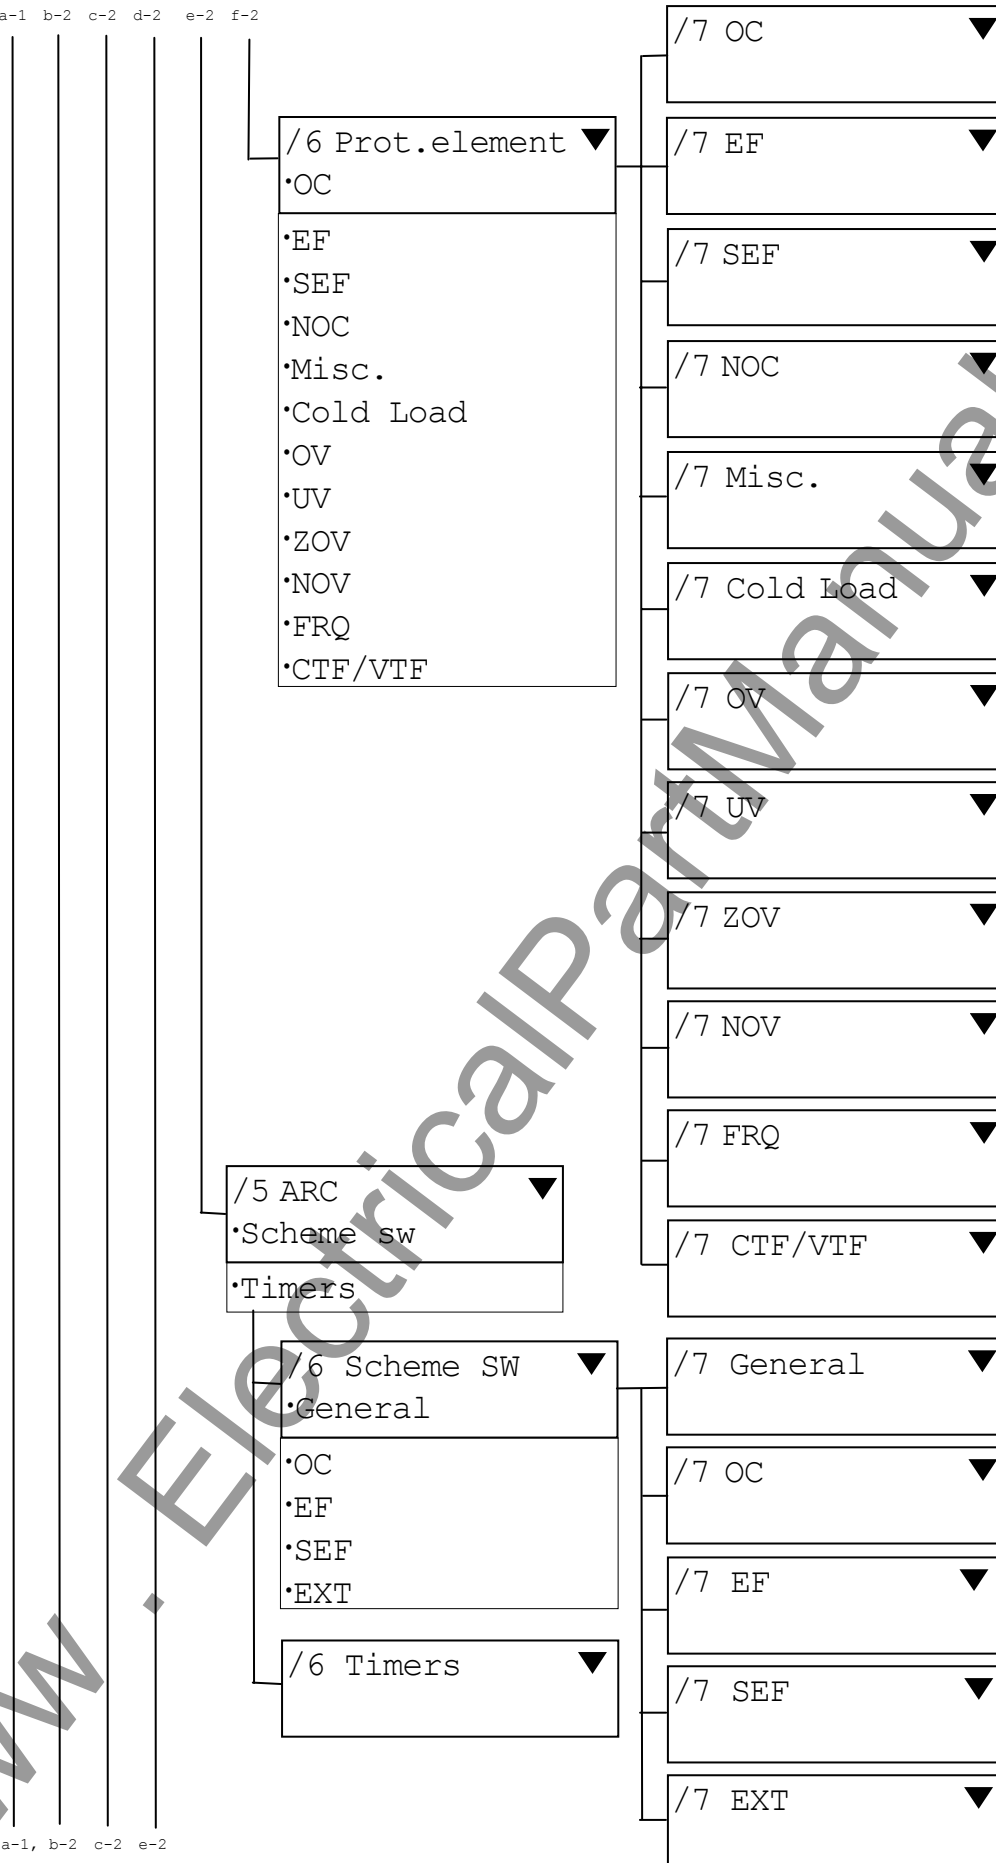 a-1 b-2 c-2 d-2 e-2 f-2
/6 Prot.element ▼
·OC
·EF
·SEF
·NOC
·Misc.
·Cold Load
·OV
·UV
·ZOV
·NOV
·FRQ
·CTF/VTF
/7 OC ▼
/7 EF ▼
/7 SEF ▼
/7 NOC ▼
/7 Misc. ▼
/7 Cold Load ▼
/7 OV ▼
/7 UV ▼
/7 ZOV ▼
/7 NOV ▼
/7 FRQ ▼
/7 CTF/VTF ▼
/5 ARC ▼
·Scheme sw
·Timers
/6 Scheme SW ▼
·General
·OC
·EF
·SEF
·EXT
/6 Timers ▼
/7 General ▼
/7 OC ▼
/7 EF ▼
/7 SEF ▼
/7 EXT ▼
a-1, b-2 c-2 e-2
w . ElectricalPartManual